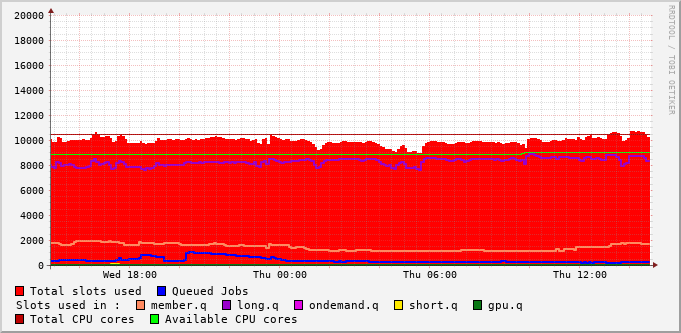 RRDTOOL / TOBI OETIKER
20000
18000
16000
14000
12000
10000
8000
6000
4000
2000
0
Wed 18:00 Thu 00:00 Thu 06:00 Thu 12:00
Total slots used Queued Jobs
Slots used in : member.q long.q ondemand.q short.q gpu.q
Total CPU cores Available CPU cores